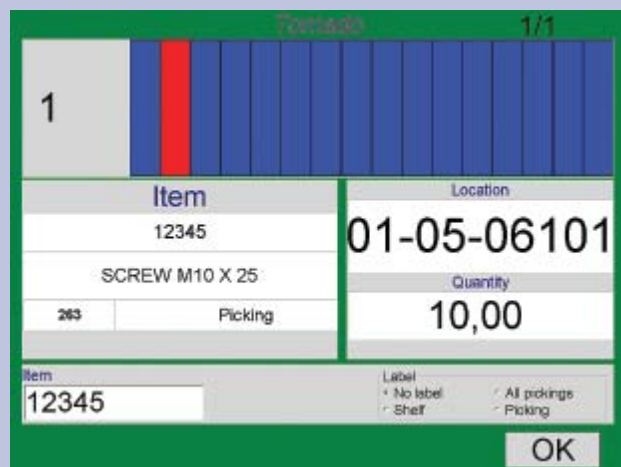 Tornado 1/1
1
Item
12345
SCREW M10 X 25
263 Picking
Location
01-05-06101
Quantity
10,00
Item
12345
Label
No label All pickings
Shelf Picking
OK